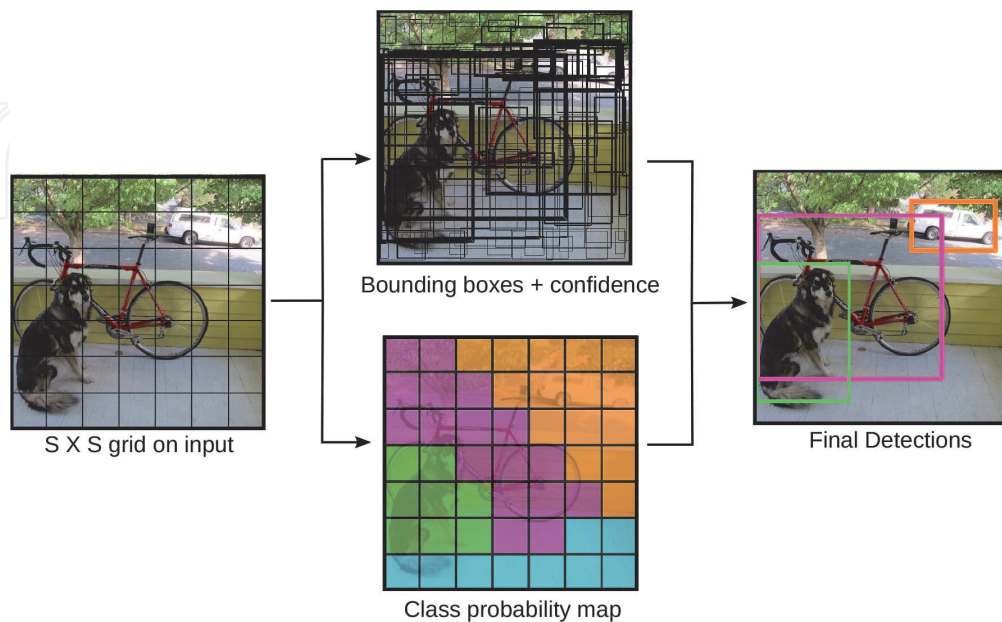 Bounding boxes + confidence
S X S grid on input
Final Detections
Class probability map